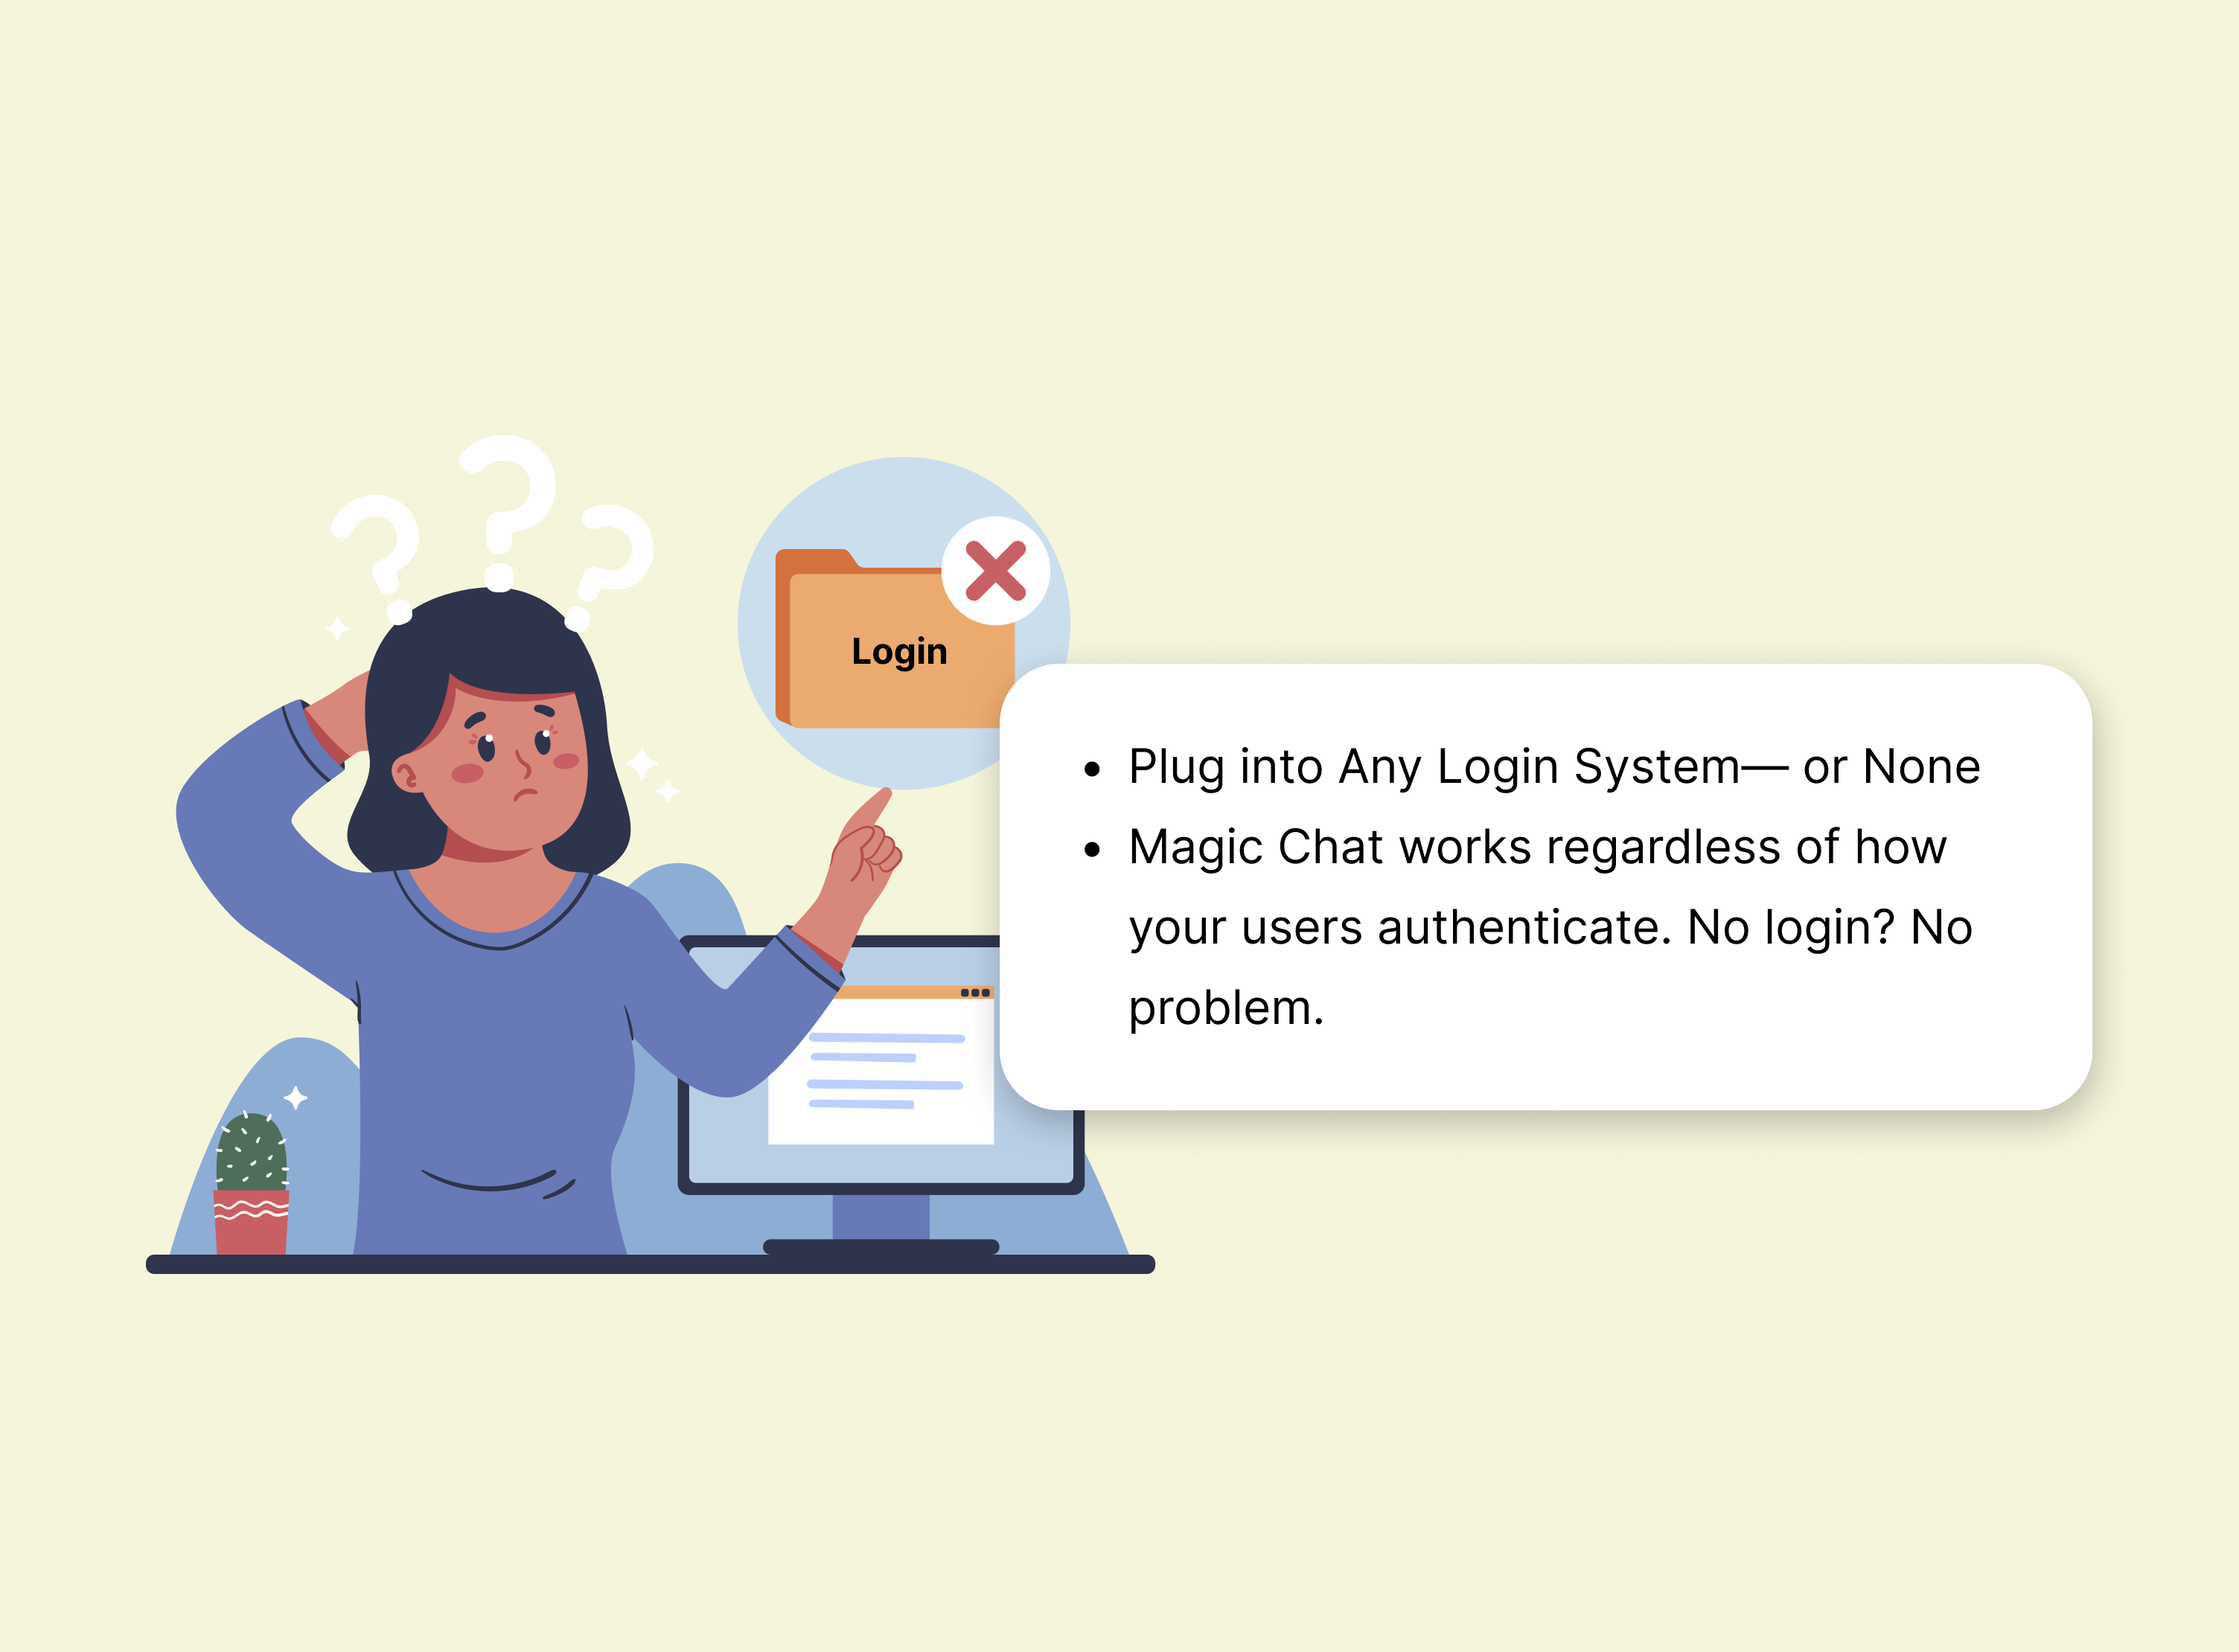 Login
• Plug into Any Login System— or None
• Magic Chat works regardless of how
your users authenticate. No login? No
problem.